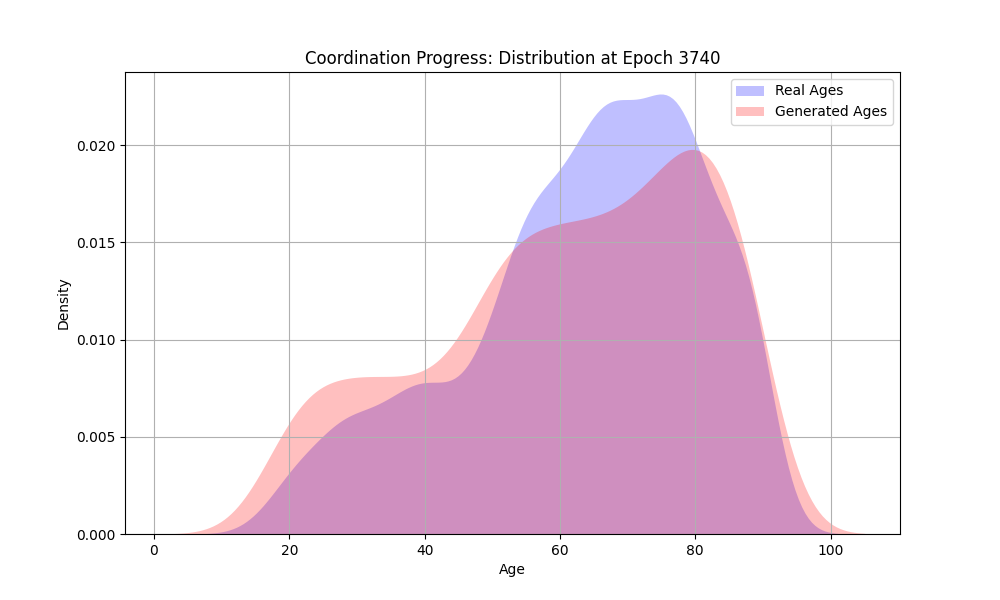 Coordination Progress: Distribution at Epoch 3740
Real Ages
Generated Ages
Density
0.020
0.015
0.010
0.005
0.000
0 20 40 60 80 100
Age